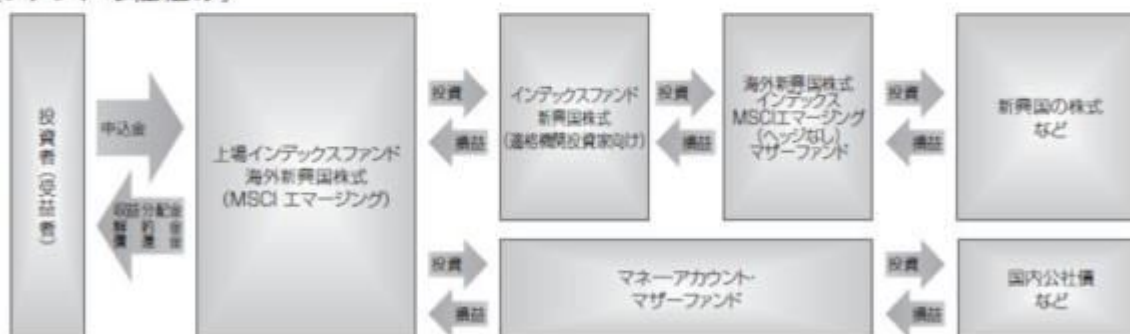 投資者(受益者)
申込金
収益分配金
解約金
償還金
上場インデックスファンド
海外新興国株式
(MSCI エマージング)
投資
損益
インデックスファンド
新興国株式
(適格機関投資家向け)
投資
損益
海外新興国株式
インデックス
MSCIエマージング
(ヘッジなし)
マザーファンド
投資
損益
新興国の株式
など
投資
損益
マネー・アカウント・
マザーファンド
投資
損益
国内公社債
など